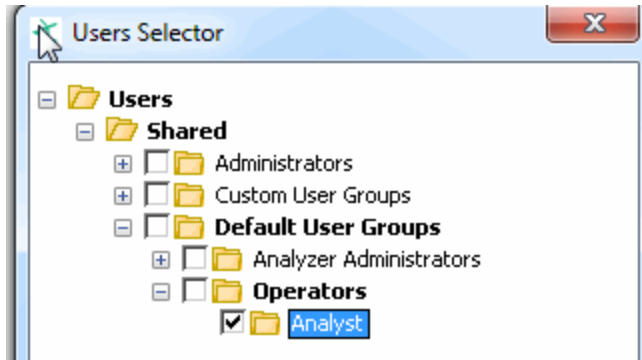 Users Selector
Users
Shared
Administrators
Custom User Groups
Default User Groups
Analyzer Administrators
Operators
Analyst